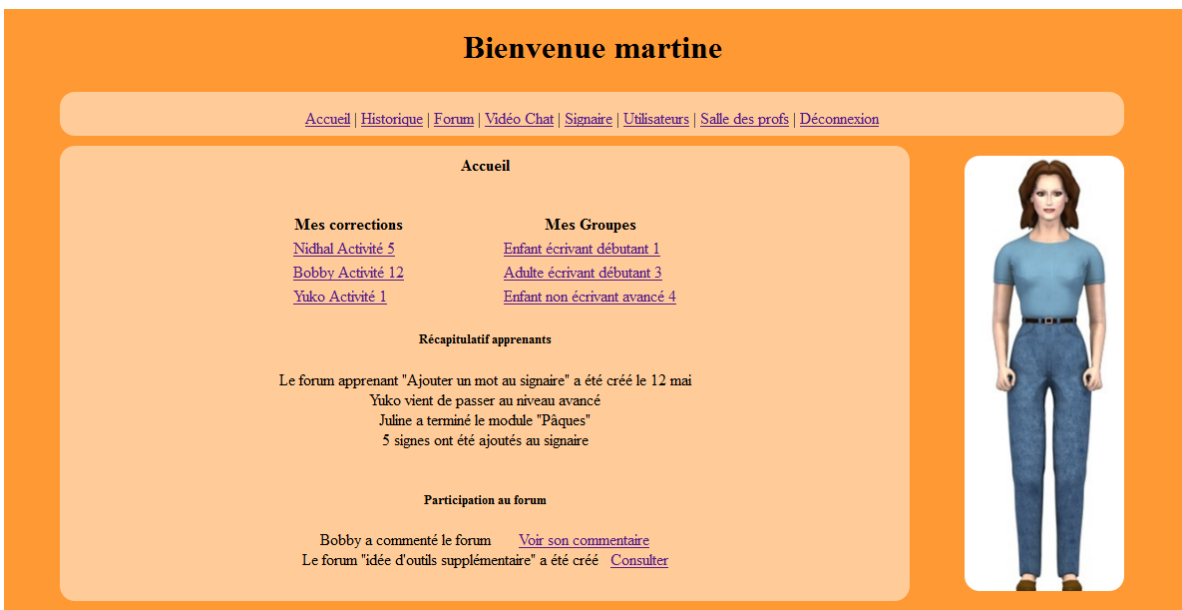 Bienvenue martine
Accueil | Historique | Forum | Vidéo Chat | Signaire | Utilisateurs | Salle des profs | Déconnexion
Accueil
Mes corrections Mes Groupes
Nidhal Activité 5 Enfant écrivant débutant 1
Bobby Activité 12 Adulte écrivant débutant 3
Yuko Activité 1 Enfant non écrivant avancé 4
Récapitulatif apprenants
Le forum apprenant "Ajouter un mot au signaire" a été créé le 12 mai
Yuko vient de passer au niveau avancé
Juline a terminé le module "Pâques"
5 signes ont été ajoutés au signaire
Participation au forum
Bobby a commenté le forum Voir son commentaire
Le forum "idée d'outils supplémentaire" a été créé Consulter